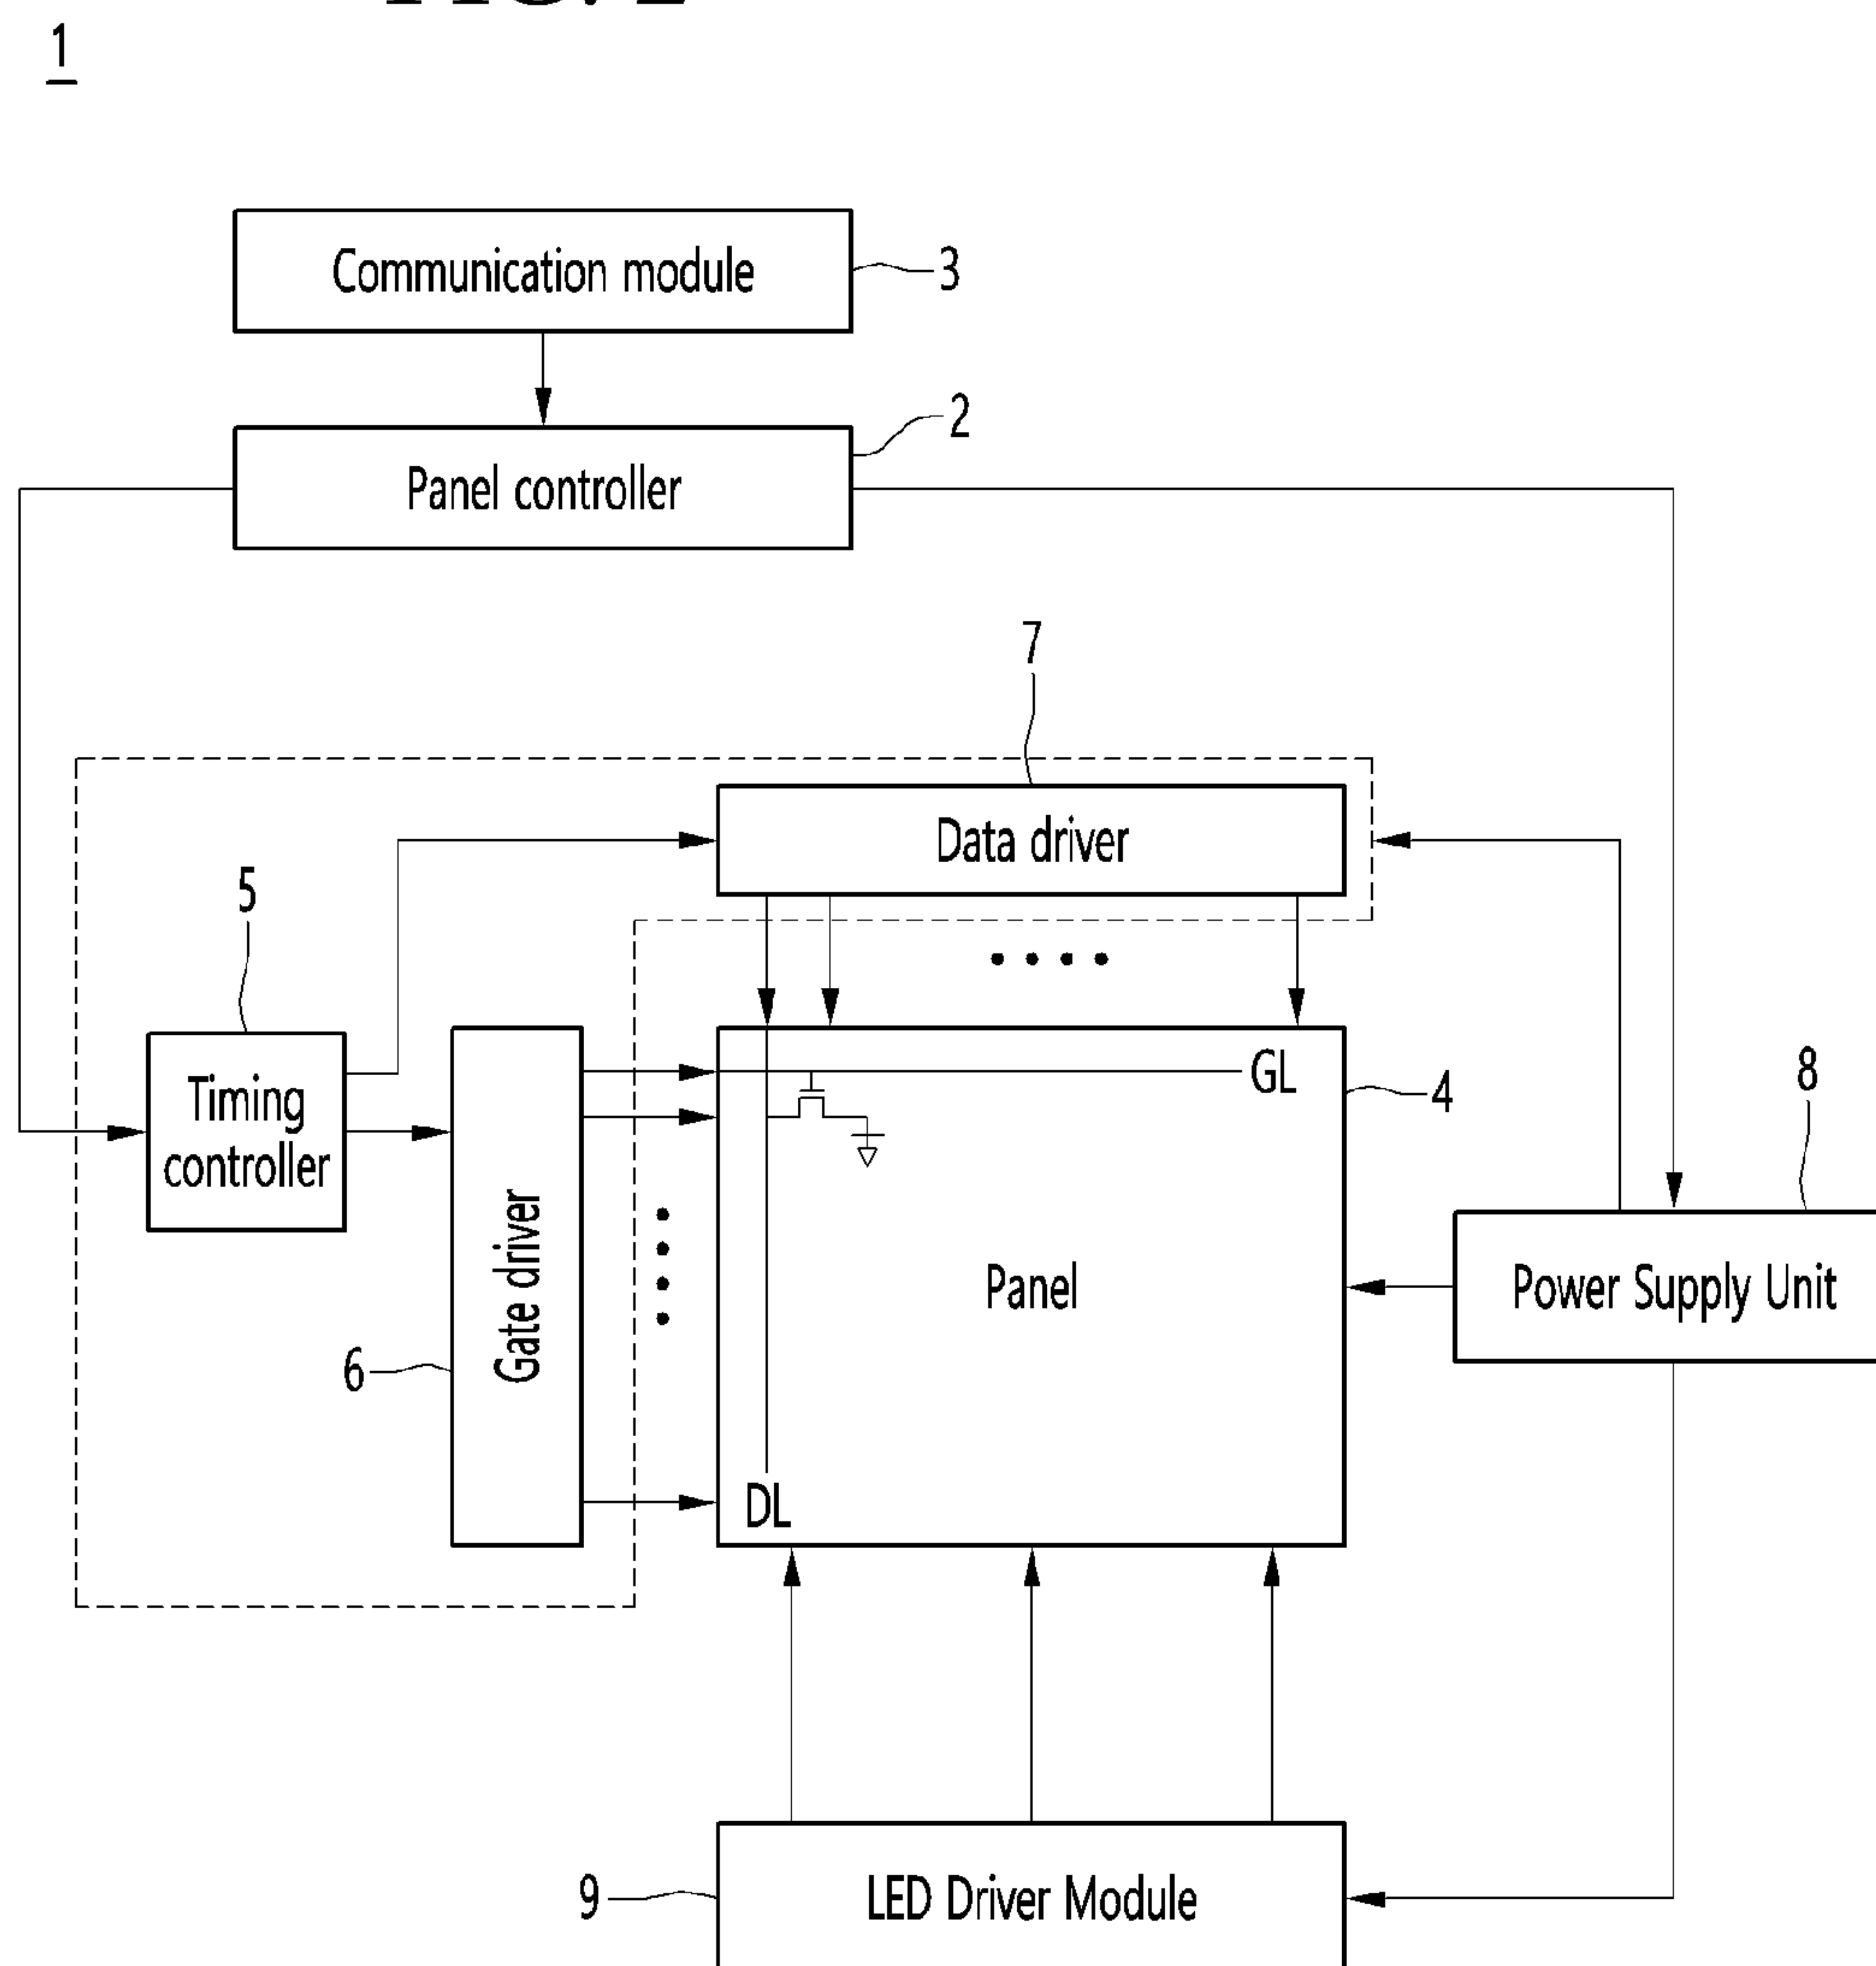 1
Communication module
3
2
Panel controller
7
Data driver
5
Timing
controller
GL
4
8
Gate driver
Panel
Power Supply Unit
6
DL
9
LED Driver Module